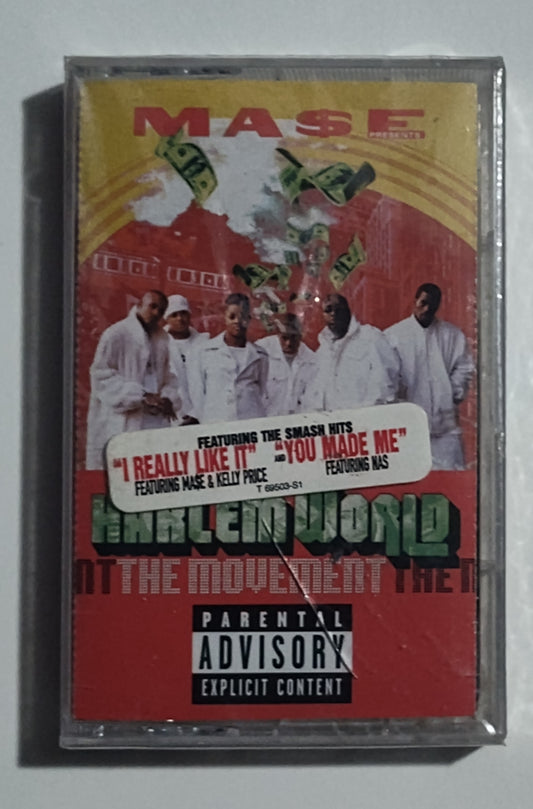 MA$E
PRESENTS
FEATURING THE SMASH HITS
"I READY LIKE IT" AND "YOU MADE ME"
FEATURING MA$E & KELLY PRICE FEATURING NAS
T 69503-S1
HARLEM WORLD
NT THE MOVEMENT THE M
PARENTAL
ADVISORY
EXPLICIT CONTENT